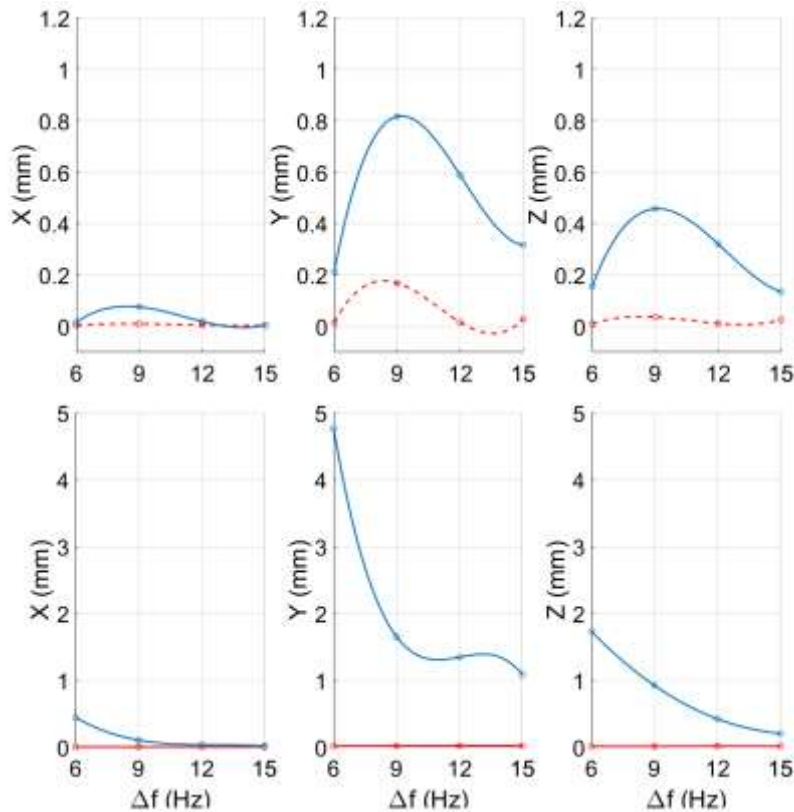 1.2 1.2 1.2
1 1 1
0.8 0.8 0.8
0.6 0.6 0.6
0.4 0.4 0.4
0.2 0.2 0.2
0 0 0
X (mm) Y (mm) Z (mm)
6 9 12 15 6 9 12 15 6 9 12 15
5 5 5
4 4 4
3 3 3
2 2 2
1 1 1
0 0 0
X (mm) Y (mm) Z (mm)
6 9 12 15 6 9 12 15 6 9 12 15
Δf (Hz) Δf (Hz) Δf (Hz)